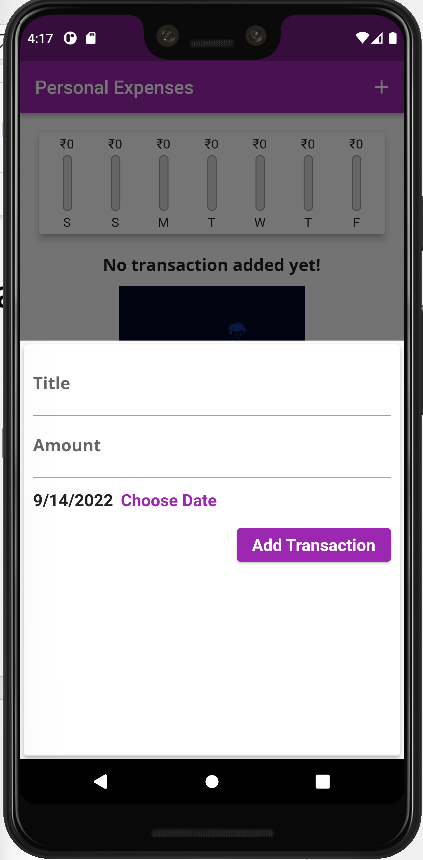 4:17
Personal Expenses +
₹0 ₹0 ₹0 ₹0 ₹0 ₹0 ₹0
S S M T W T F
No transaction added yet!
Title
Amount
9/14/2022 Choose Date
Add Transaction